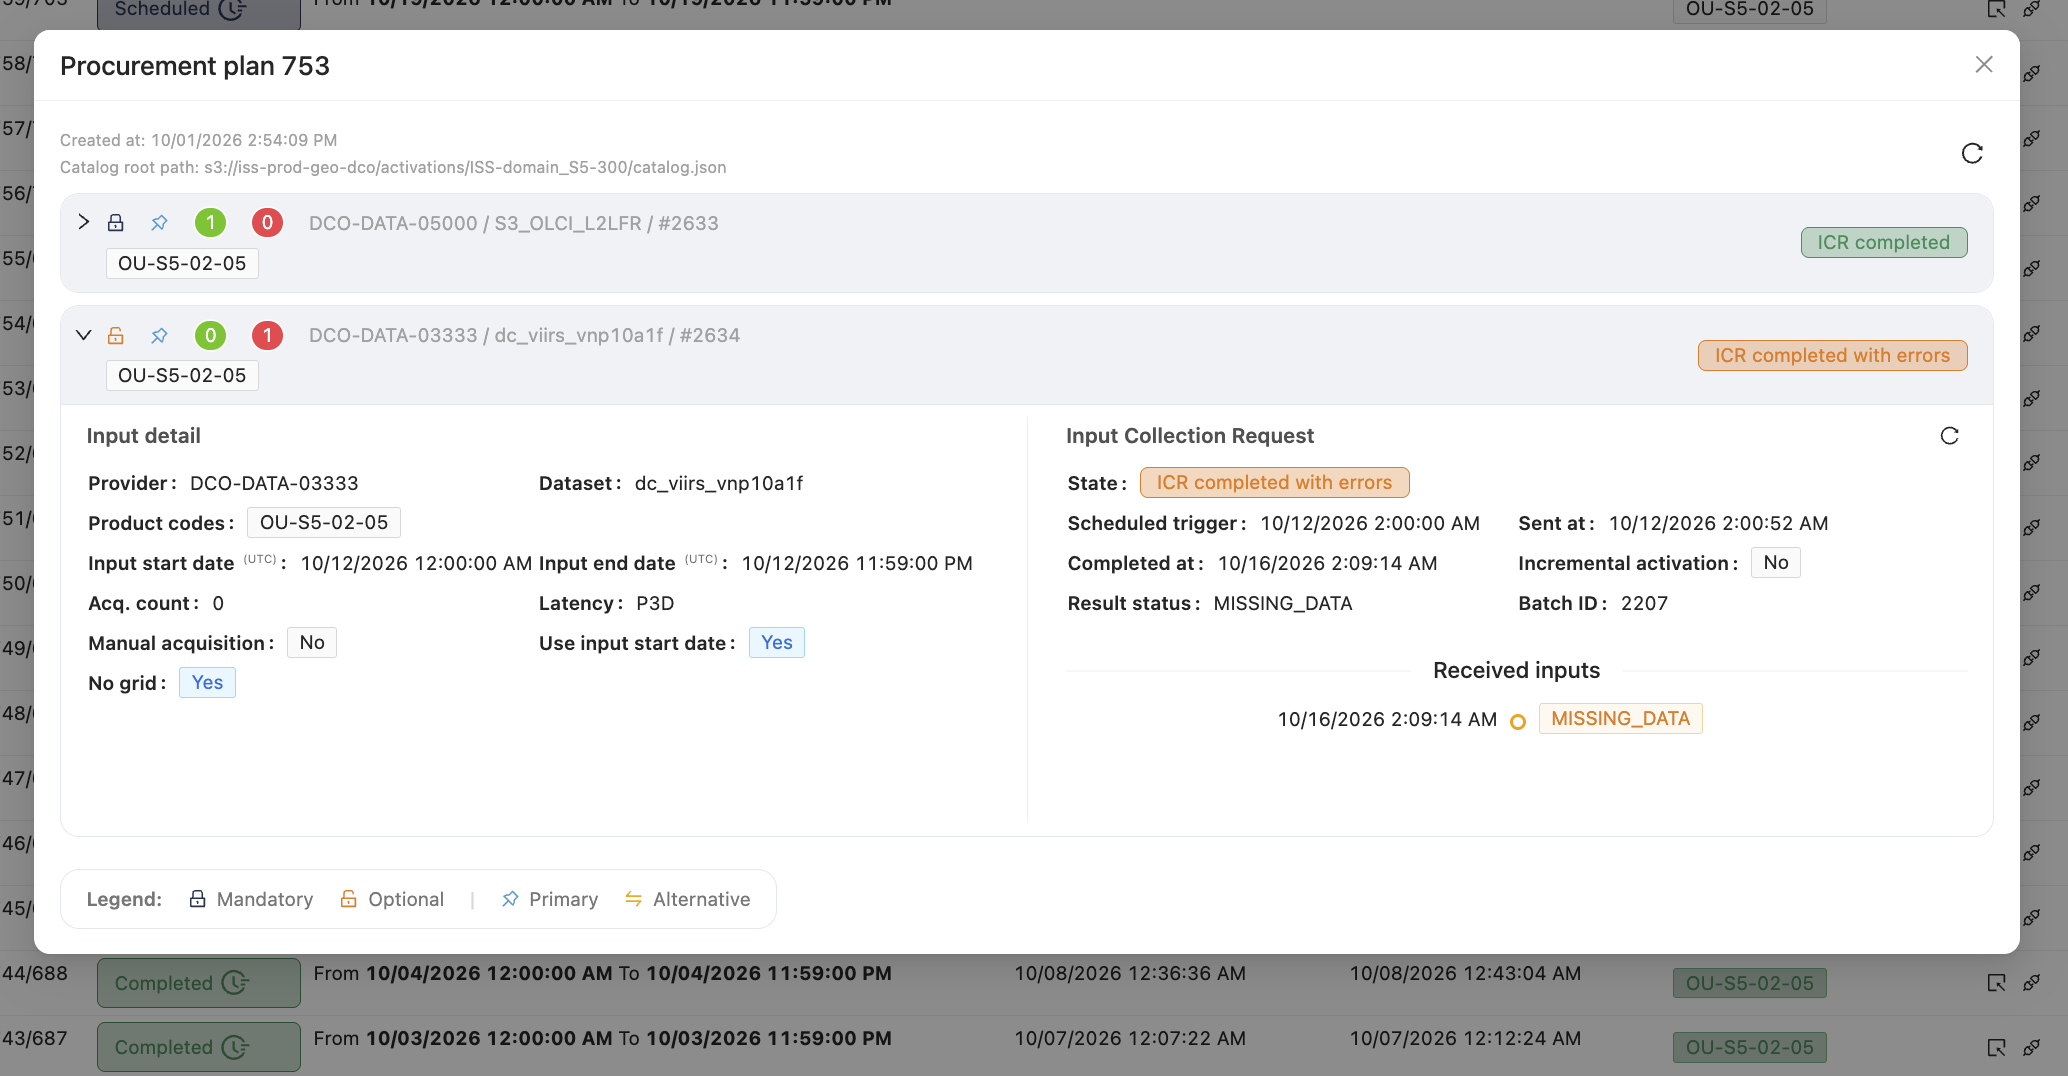 Scheduled
OU-S5-02-05
Procurement plan 753
Created at: 10/01/2026 2:54:09 PM
Catalog root path: s3://iss-prod-geo-dco/activations/ISS-domain_S5-300/catalog.json
1 0 DCO-DATA-05000 / S3_OLCI_L2LFR / #2633
OU-S5-02-05
ICR completed
0 1 DCO-DATA-03333 / dc_viirs_vnp10a1f / #2634
OU-S5-02-05
ICR completed with errors
Input detail
Provider: DCO-DATA-03333 Dataset: dc_viirs_vnp10a1f
Product codes: OU-S5-02-05
Input start date (UTC): 10/12/2026 12:00:00 AM Input end date (UTC): 10/12/2026 11:59:00 PM
Acq. count: 0 Latency: P3D
Manual acquisition: No Use input start date: Yes
No grid: Yes
Input Collection Request
State: ICR completed with errors
Scheduled trigger: 10/12/2026 2:00:00 AM Sent at: 10/12/2026 2:00:52 AM
Completed at: 10/16/2026 2:09:14 AM Incremental activation: No
Result status: MISSING_DATA Batch ID: 2207
Received inputs
10/16/2026 2:09:14 AM MISSING_DATA
Legend: Mandatory Optional | Primary Alternative
44/688 Completed From 10/04/2026 12:00:00 AM To 10/04/2026 11:59:00 PM 10/08/2026 12:36:36 AM 10/08/2026 12:43:04 AM OU-S5-02-05
43/687 Completed From 10/03/2026 12:00:00 AM To 10/03/2026 11:59:00 PM 10/07/2026 12:07:22 AM 10/07/2026 12:12:24 AM OU-S5-02-05